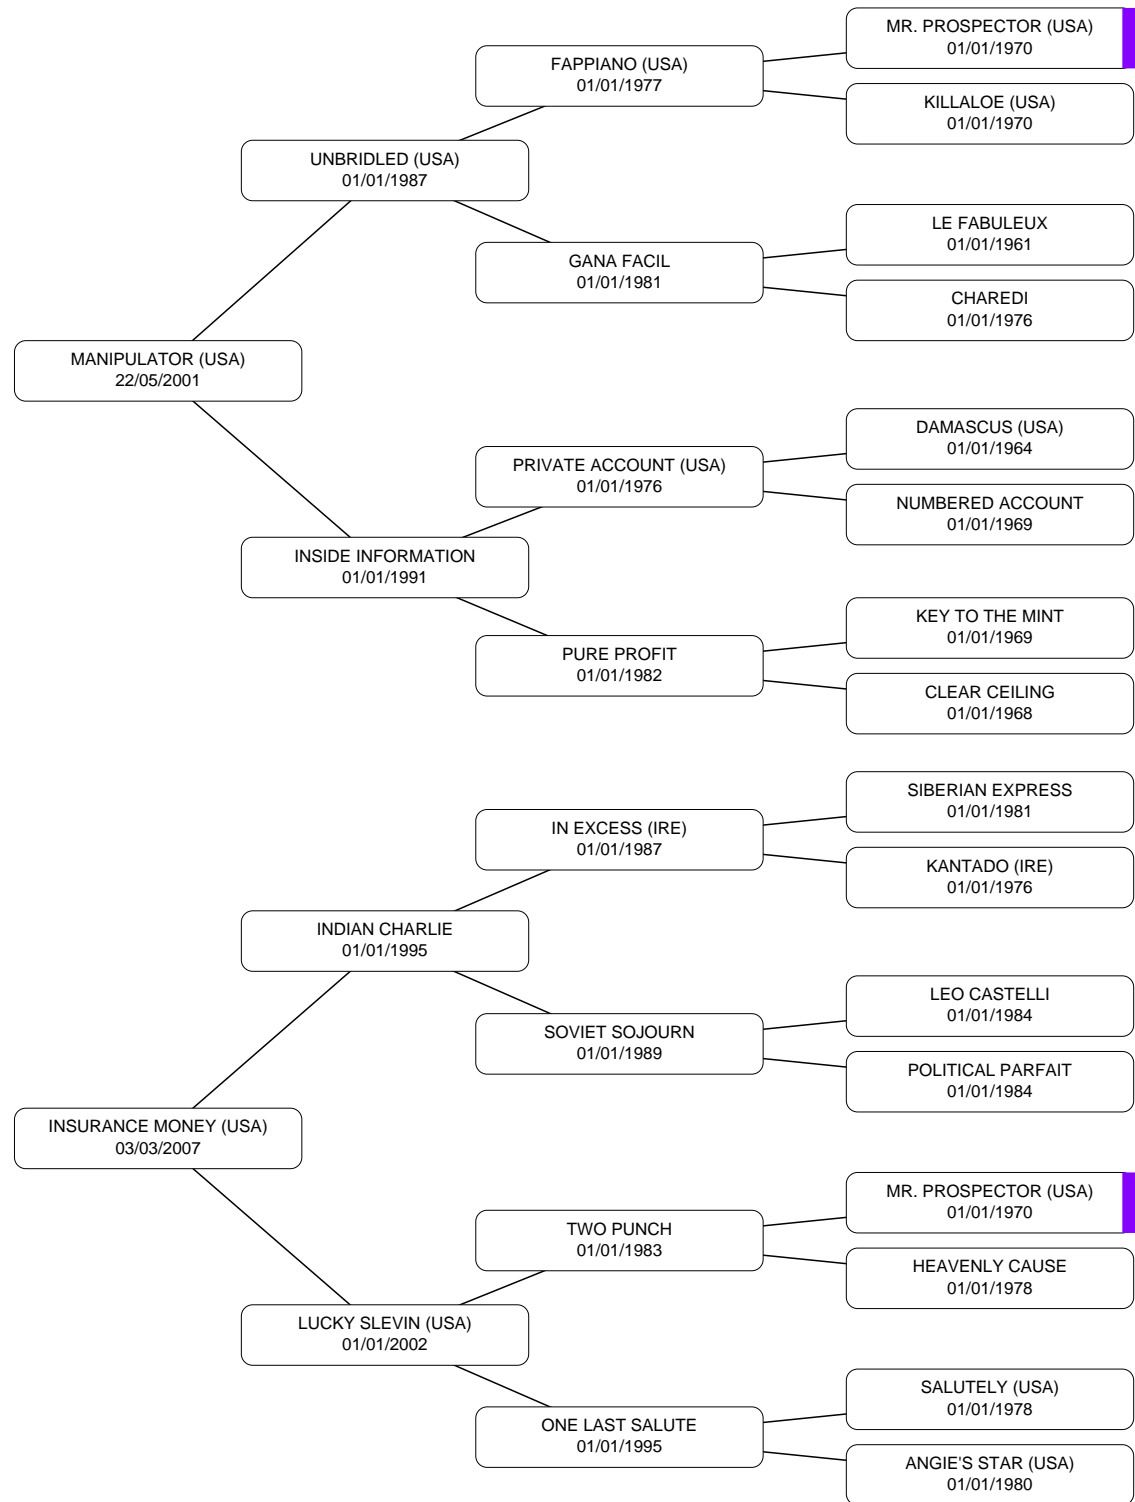 MR. PROSPECTOR (USA)
01/01/1970
FAPPIANO (USA)
01/01/1977
KILLALOE (USA)
01/01/1970
UNBRIDLED (USA)
01/01/1987
LE FABULEUX
01/01/1961
GANA FACIL
01/01/1981
CHAREDI
01/01/1976
MANIPULATOR (USA)
22/05/2001
DAMASCUS (USA)
01/01/1964
PRIVATE ACCOUNT (USA)
01/01/1976
NUMBERED ACCOUNT
01/01/1969
INSIDE INFORMATION
01/01/1991
KEY TO THE MINT
01/01/1969
PURE PROFIT
01/01/1982
CLEAR CEILING
01/01/1968
SIBERIAN EXPRESS
01/01/1981
IN EXCESS (IRE)
01/01/1987
KANTADO (IRE)
01/01/1976
INDIAN CHARLIE
01/01/1995
LEO CASTELLI
01/01/1984
SOVIET SOJOURN
01/01/1989
POLITICAL PARFAIT
01/01/1984
INSURANCE MONEY (USA)
03/03/2007
MR. PROSPECTOR (USA)
01/01/1970
TWO PUNCH
01/01/1983
HEAVENLY CAUSE
01/01/1978
LUCKY SLEVIN (USA)
01/01/2002
SALUTELY (USA)
01/01/1978
ONE LAST SALUTE
01/01/1995
ANGIE'S STAR (USA)
01/01/1980